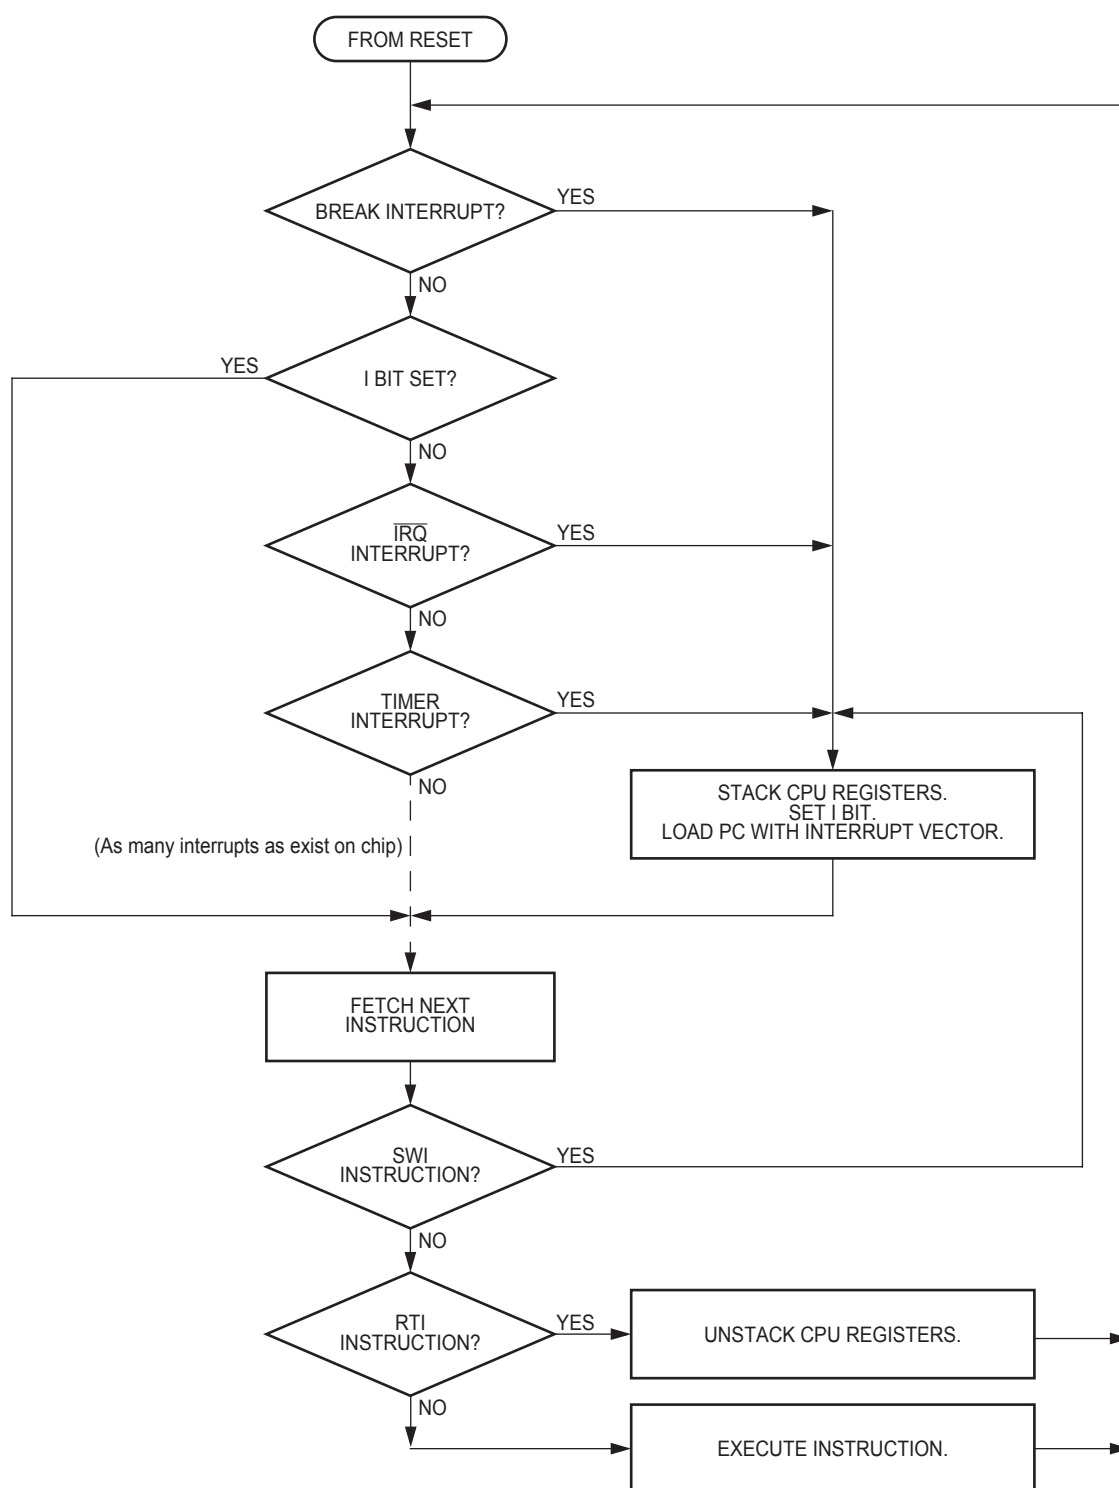 FROM RESET
BREAK INTERRUPT?
YES
NO
YES
I BIT SET?
NO
IRQ
INTERRUPT?
YES
NO
TIMER
INTERRUPT?
YES
NO
STACK CPU REGISTERS.
SET I BIT.
LOAD PC WITH INTERRUPT VECTOR.
(As many interrupts as exist on chip)
FETCH NEXT
INSTRUCTION
SWI
INSTRUCTION?
YES
NO
RTI
INSTRUCTION?
YES
UNSTACK CPU REGISTERS.
NO
EXECUTE INSTRUCTION.